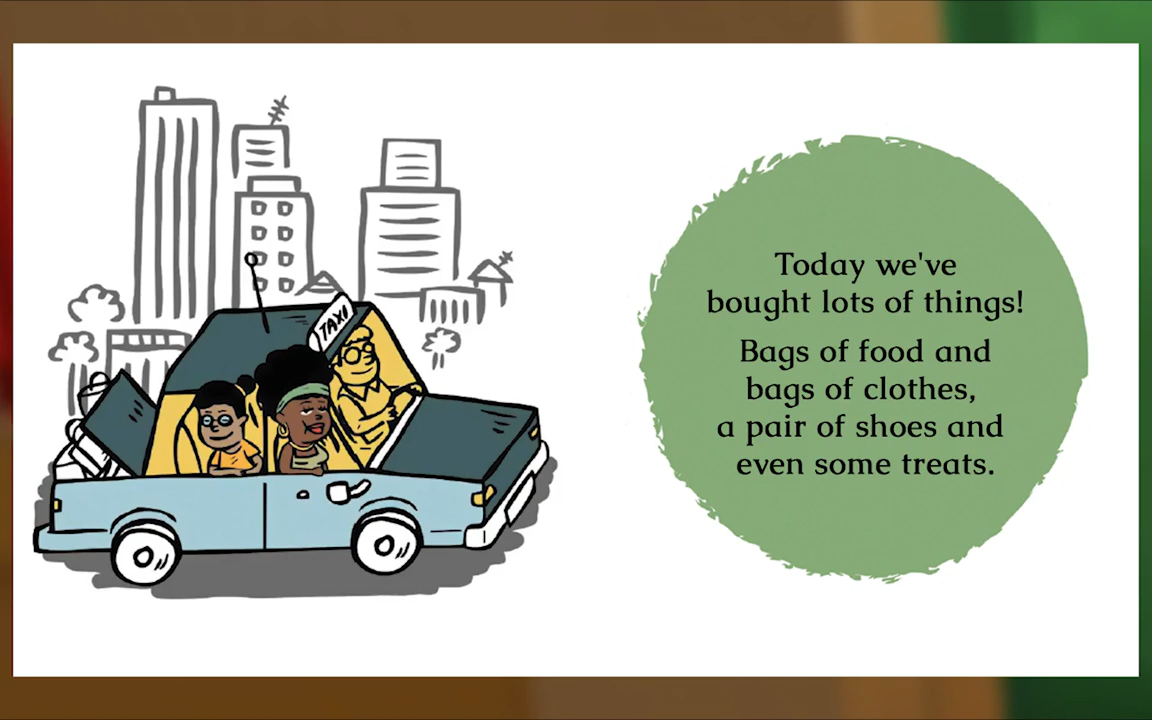 TAXI
Today we've
bought lots of things!
Bags of food and
bags of clothes,
a pair of shoes and
even some treats.